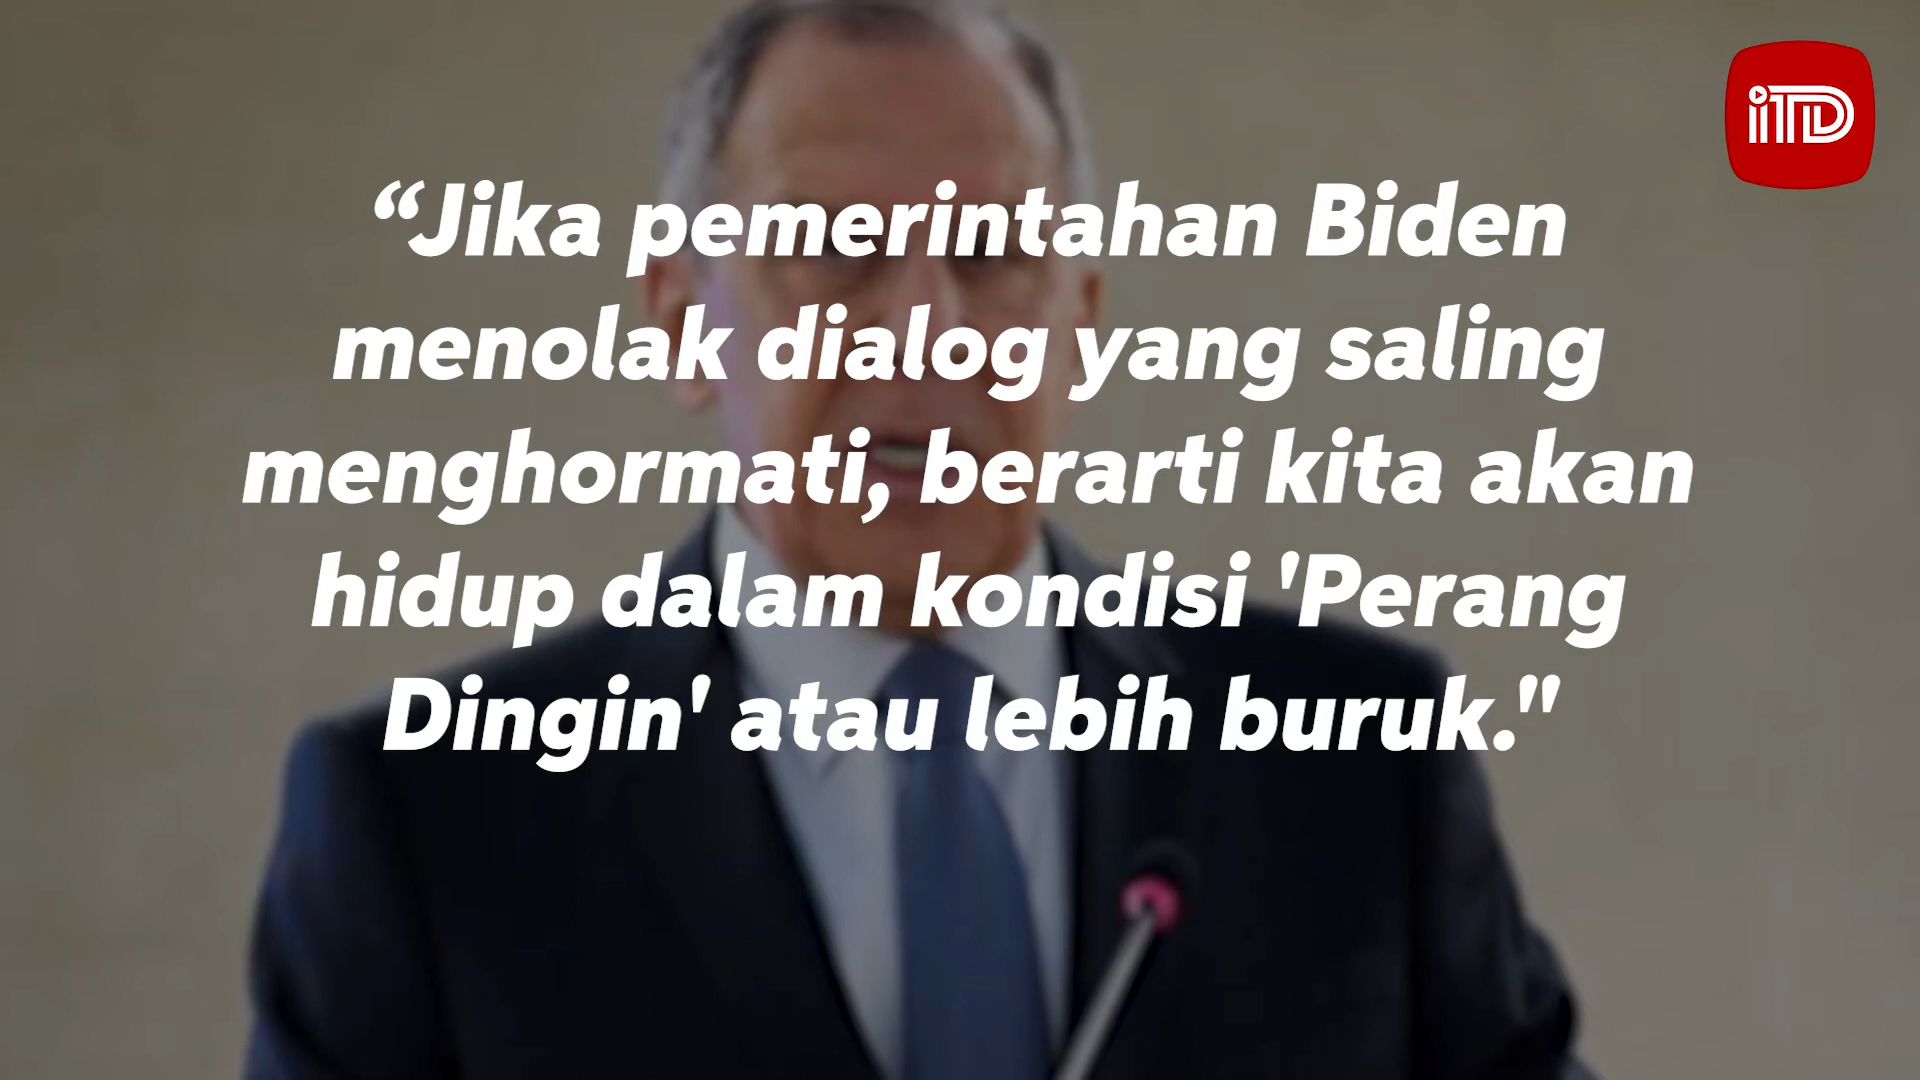 iTD
“Jika pemerintahan Biden
menolak dialog yang saling
menghormati, berarti kita akan
hidup dalam kondisi 'Perang
Dingin' atau lebih buruk."